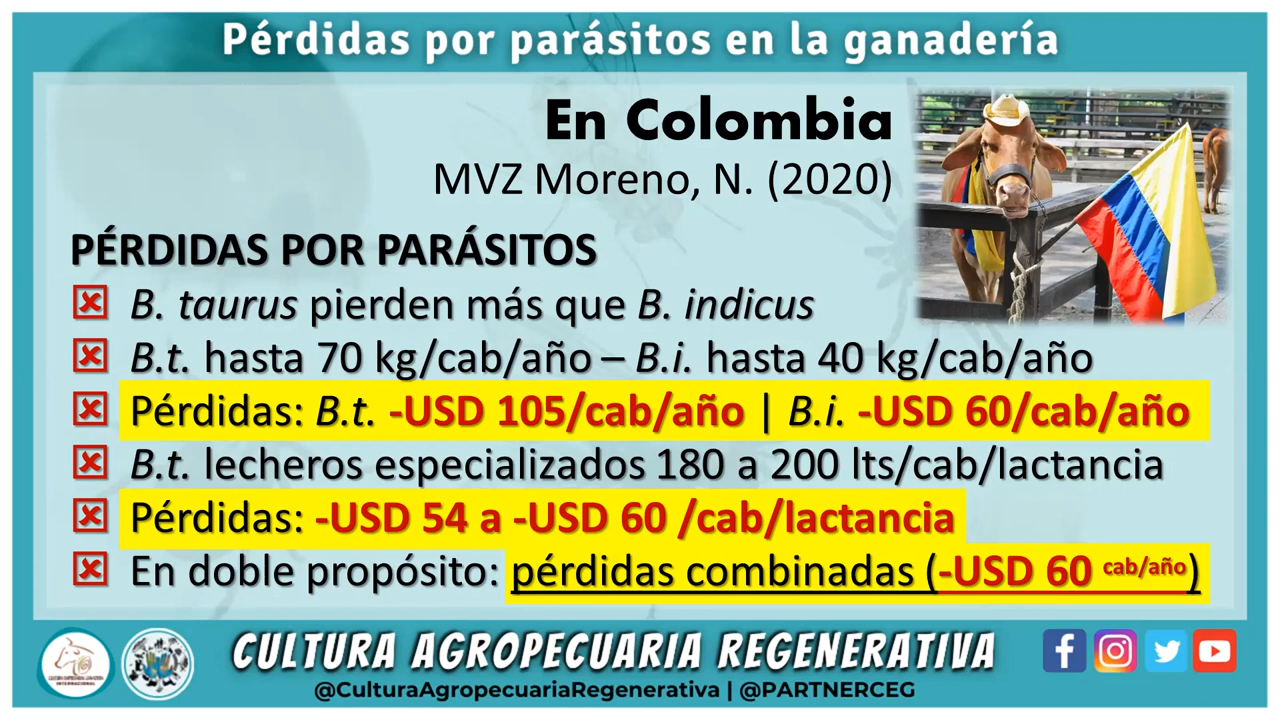 Pérdidas por parásitos en la ganadería
En Colombia
MVZ Moreno, N. (2020)
PÉRDIDAS POR PARÁSITOS
B. taurus pierden más que B. indicus
B.t. hasta 70 kg/cab/año – B.i. hasta 40 kg/cab/año
Pérdidas: B.t. -USD 105/cab/año | B.i. -USD 60/cab/año
B.t. lecheros especializados 180 a 200 lts/cab/lactancia
Pérdidas: -USD 54 a -USD 60 /cab/lactancia
En doble propósito: pérdidas combinadas (-USD 60 cab/año)
CULTURA AGROPECUARIA REGENERATIVA
@CulturaAgropecuariaRegenerativa | @PARTNERCEG